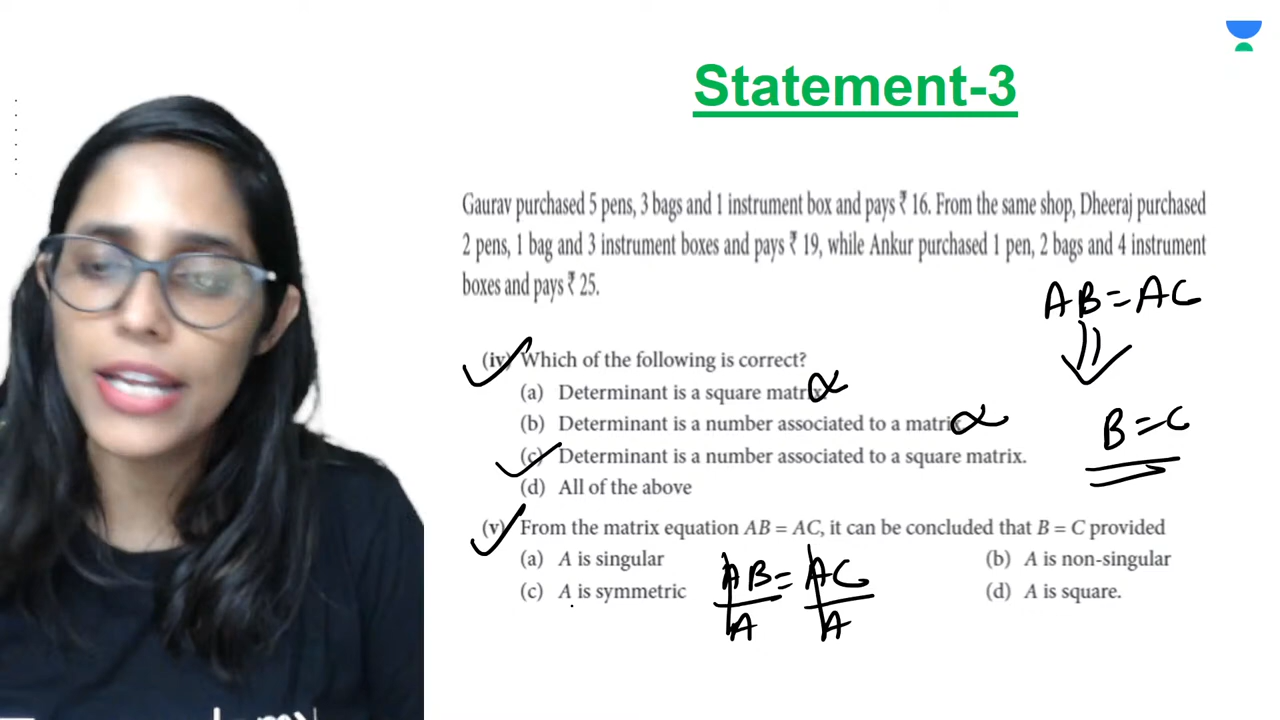 Statement-3
Gaurav purchased 5 pens, 3 bags and 1 instrument box and pays ₹ 16. From the same shop, Dheeraj purchased
2 pens, 1 bag and 3 instrument boxes and pays ₹ 19, while Ankur purchased 1 pen, 2 bags and 4 instrument
boxes and pays ₹ 25.
AB=AC
(iv) Which of the following is correct?
(a) Determinant is a square matrix.
(b) Determinant is a number associated to a matrix.
B=C
(c) Determinant is a number associated to a square matrix.
(d) All of the above
(v) From the matrix equation AB = AC, it can be concluded that B = C provided
(a) A is singular
(b) A is non-singular
(c) A is symmetric
(d) A is square.
AB=AC
A A